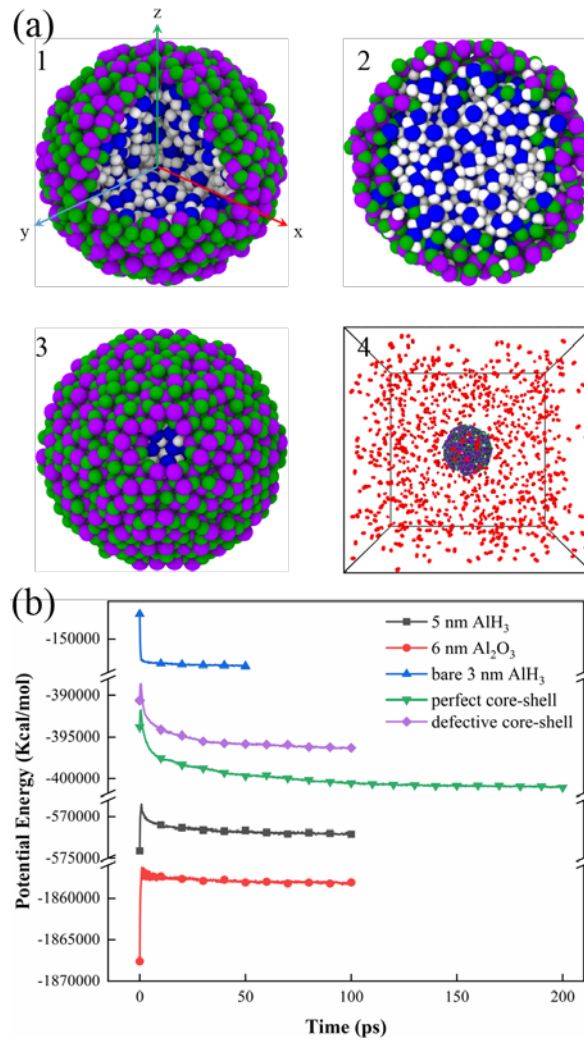 (a)
1
z
y
x
2
3
4
(b)
Potential Energy (Kcal/mol)
-150000
-390000
-395000
-400000
-570000
-575000
-1860000
-1865000
-1870000
5 nm AlH₃
6 nm Al₂O₃
bare 3 nm AlH₃
perfect core-shell
defective core-shell
0 50 100 150 200
Time (ps)